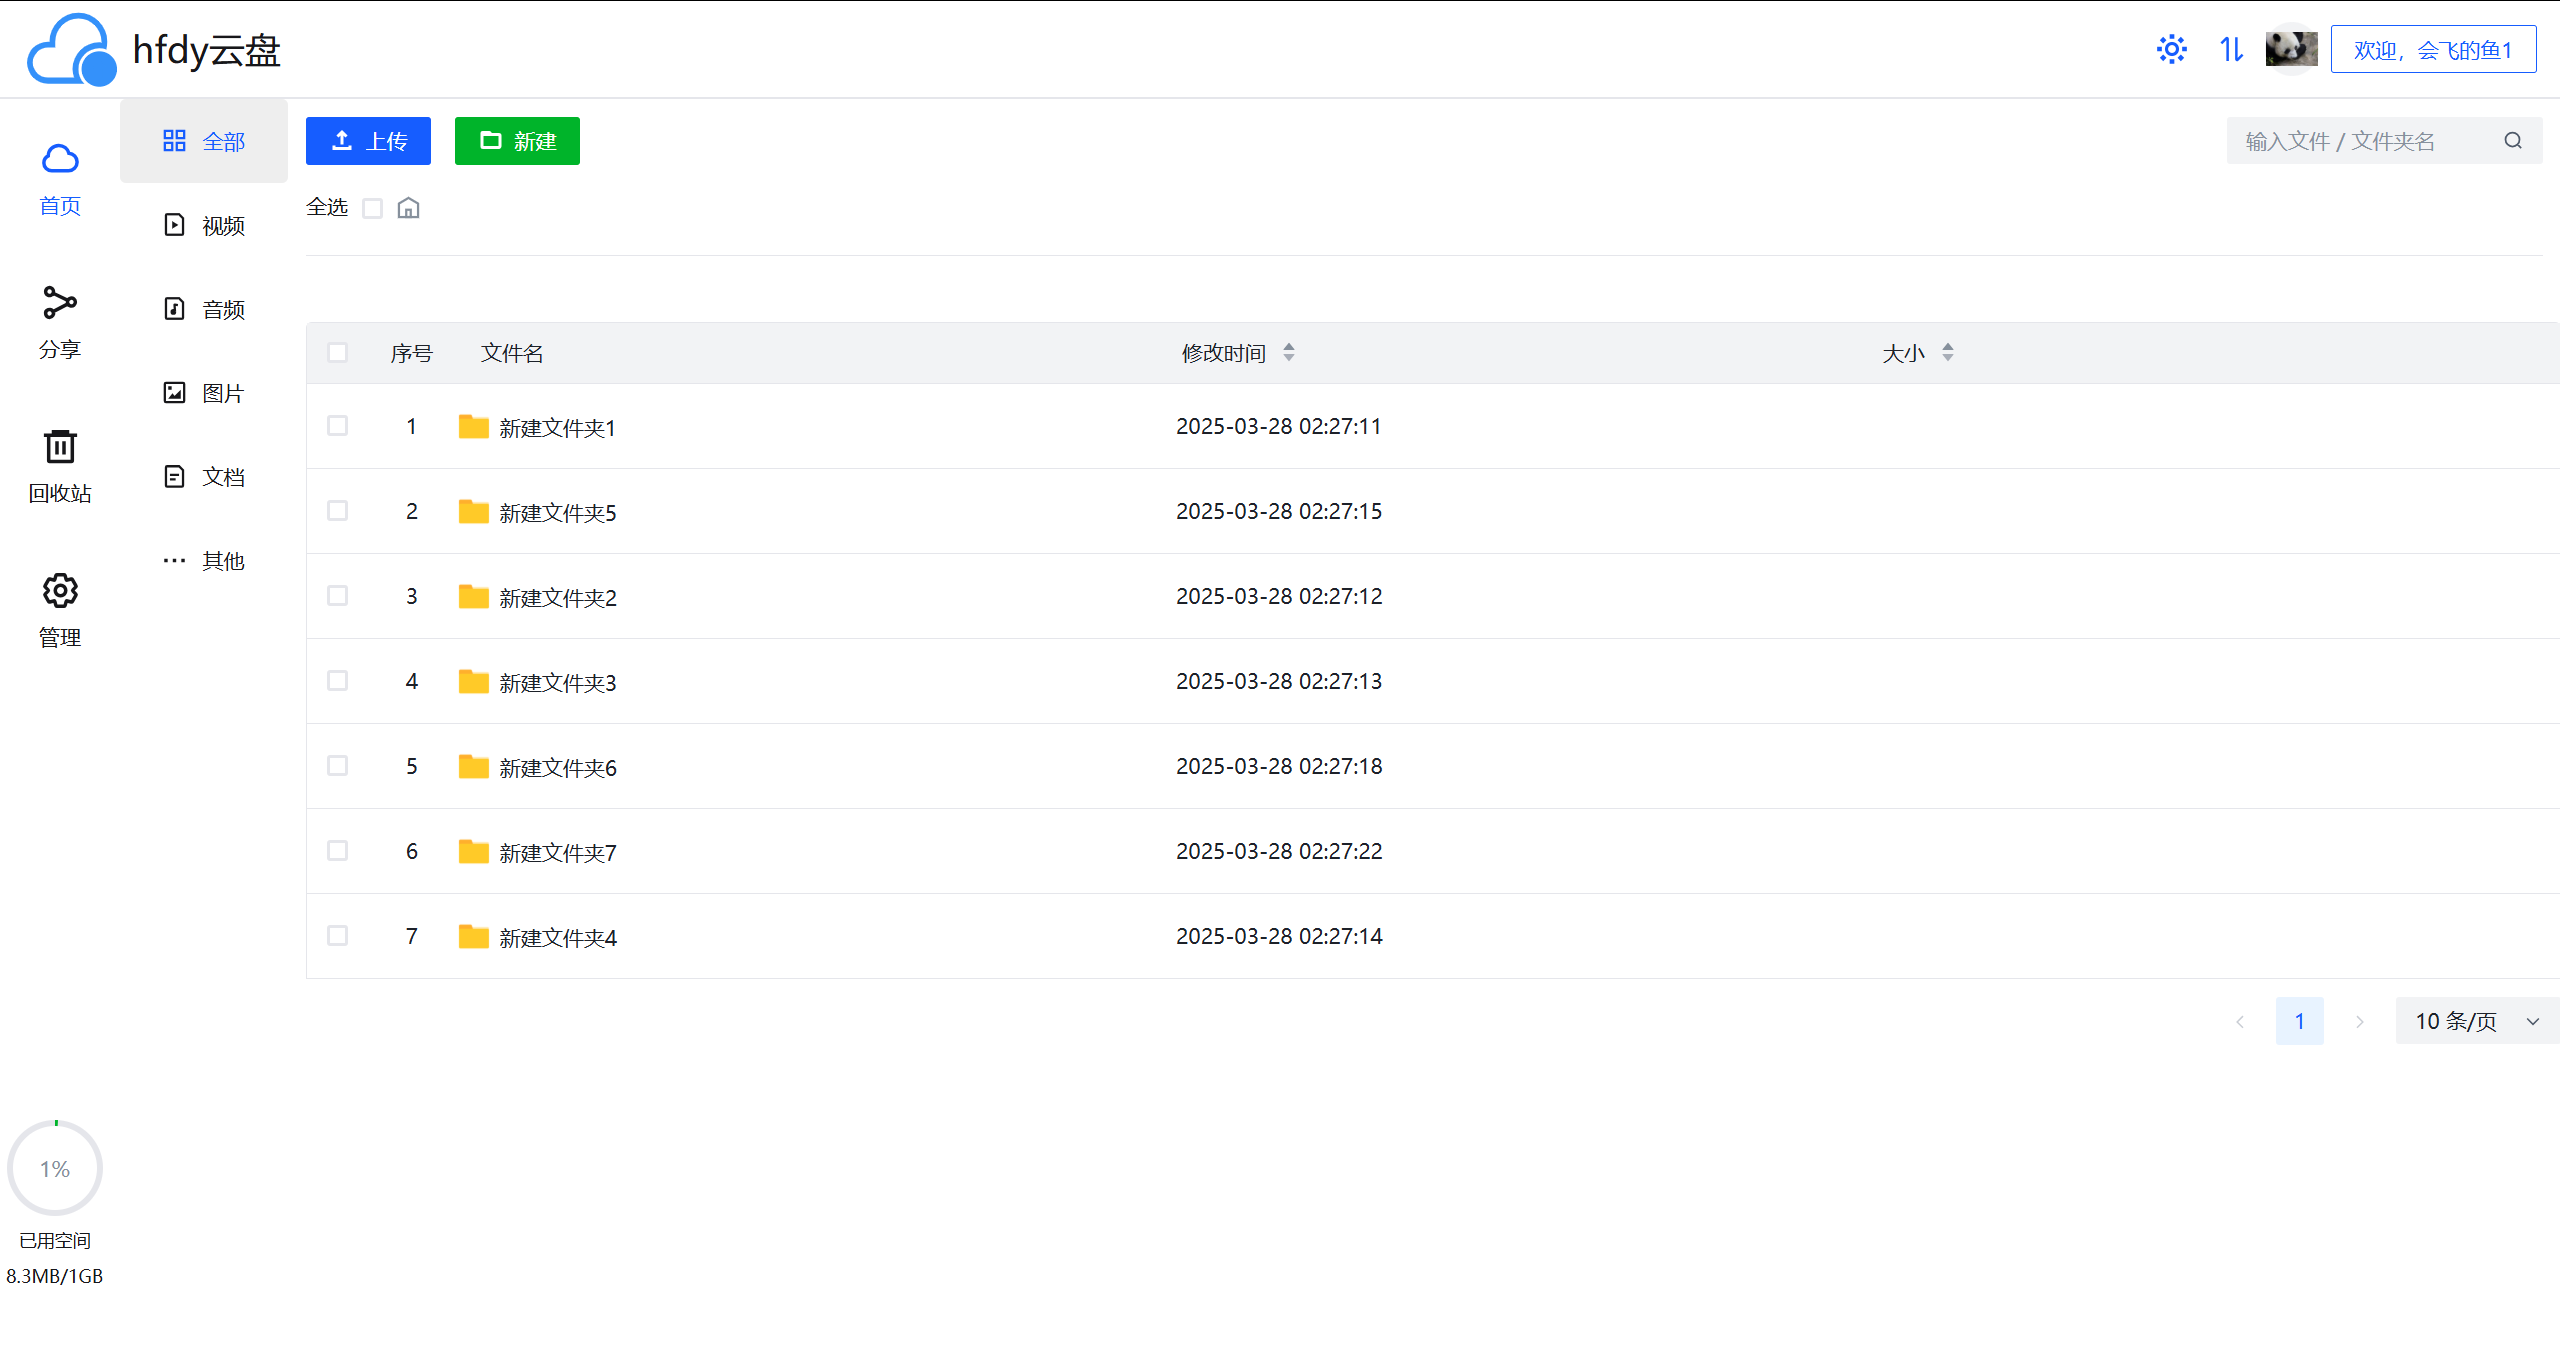 hfdy云盘
欢迎，会飞的鱼1
首页
分享
回收站
管理
全部
视频
音频
图片
文档
其他
上传 新建
输入文件 / 文件夹名
全选
序号 文件名 修改时间 大小
1 新建文件夹1 2025-03-28 02:27:11
2 新建文件夹5 2025-03-28 02:27:15
3 新建文件夹2 2025-03-28 02:27:12
4 新建文件夹3 2025-03-28 02:27:13
5 新建文件夹6 2025-03-28 02:27:18
6 新建文件夹7 2025-03-28 02:27:22
7 新建文件夹4 2025-03-28 02:27:14
1 10 条/页
1%
已用空间
8.3MB/1GB